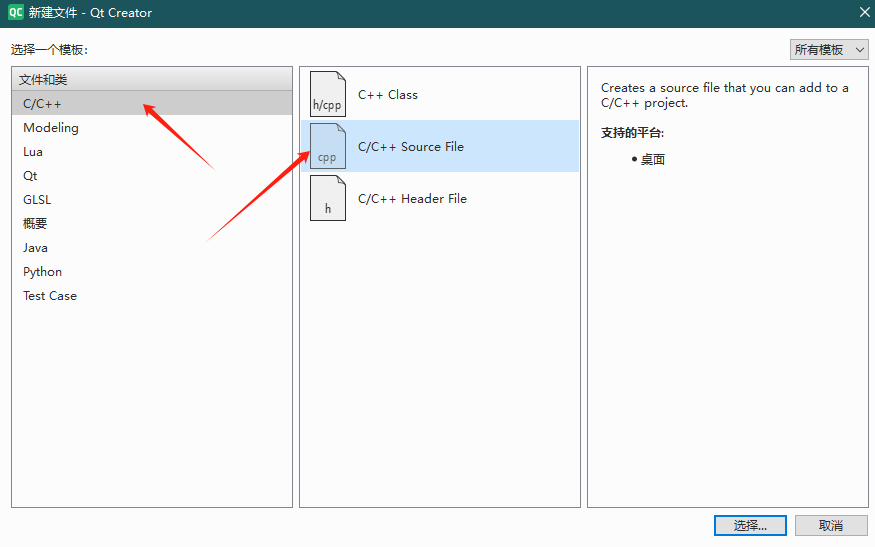 QC 新建文件 - Qt Creator
选择一个模板:
所有模板
文件和类
C/C++
Modeling
Lua
Qt
GLSL
概要
Java
Python
Test Case
h/cpp
C++ Class
cpp
C/C++ Source File
h
C/C++ Header File
Creates a source file that you can add to a
C/C++ project.
支持的平台:
• 桌面
选择...
取消